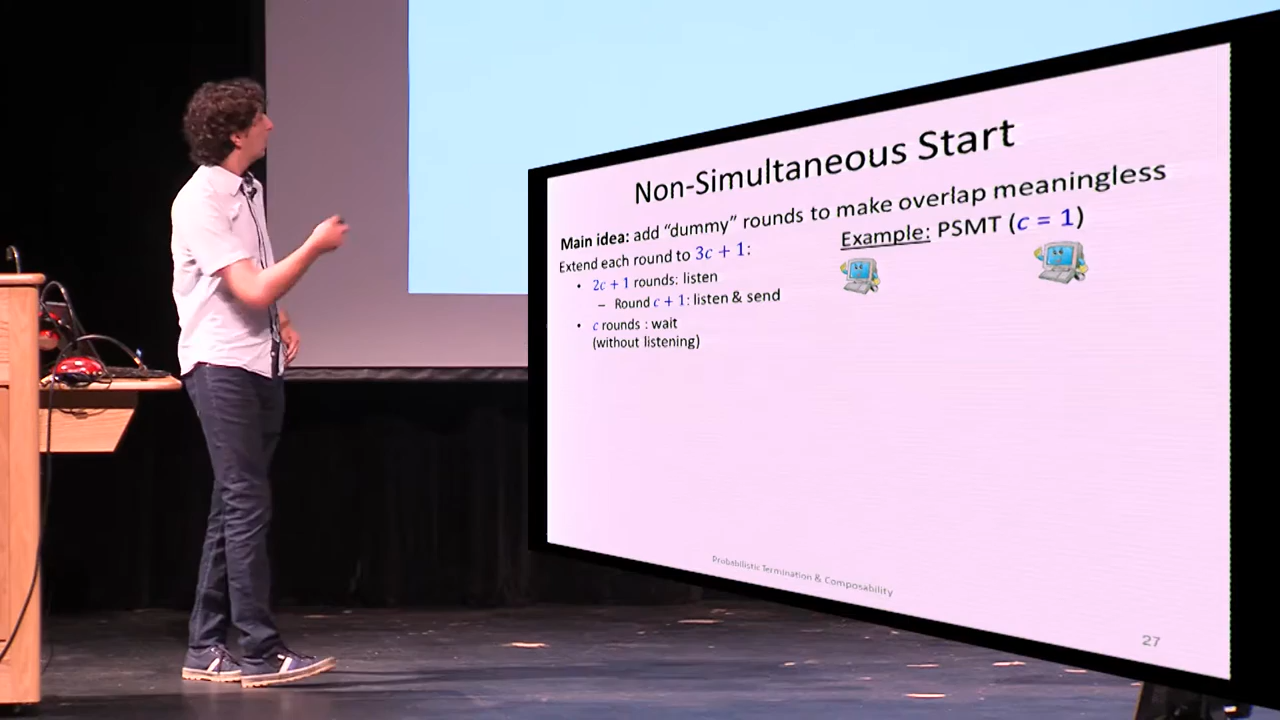 Non-Simultaneous Start
Main idea: add “dummy” rounds to make overlap meaningless
Extend each round to 3c + 1:
• 2c + 1 rounds: listen
– Round c + 1: listen & send
• c rounds : wait
(without listening)
Example: PSMT (c = 1)
Probabilistic Termination & Composability
27